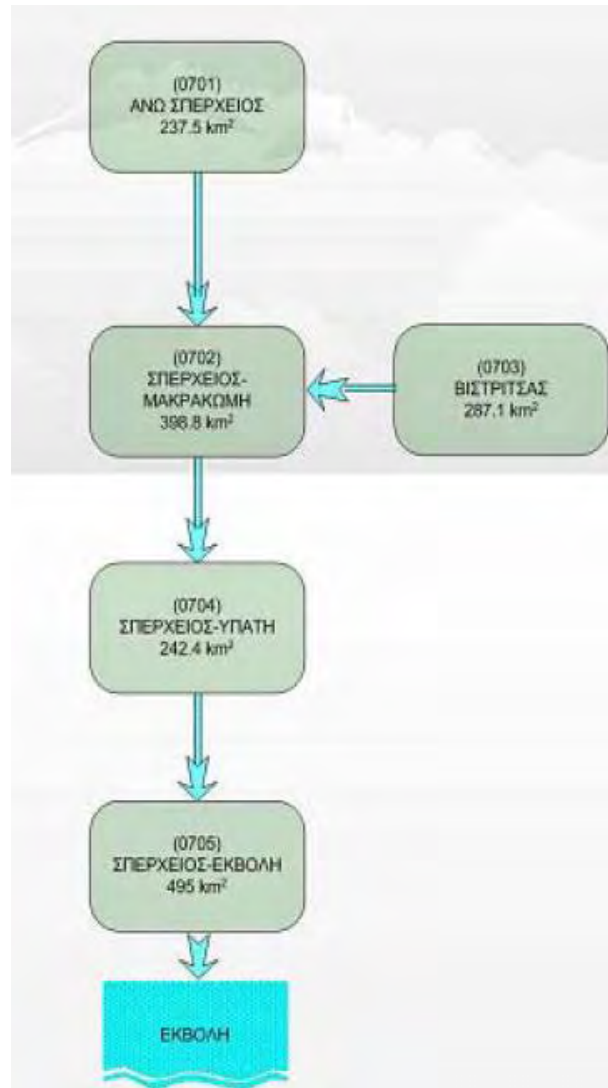 (0701)
ΑΝΩ ΣΠΕΡΧΕΙΟΣ
237.5 km²
(0702)
ΣΠΕΡΧΕΙΟΣ-
ΜΑΚΡΑΚΩΜΗ
398.8 km²
(0703)
ΒΙΣΤΡΙΤΣΑΣ
287.1 km²
(0704)
ΣΠΕΡΧΕΙΟΣ-ΥΠΑΤΗ
242.4 km²
(0705)
ΣΠΕΡΧΕΙΟΣ-ΕΚΒΟΛΗ
495 km²
ΕΚΒΟΛΗ